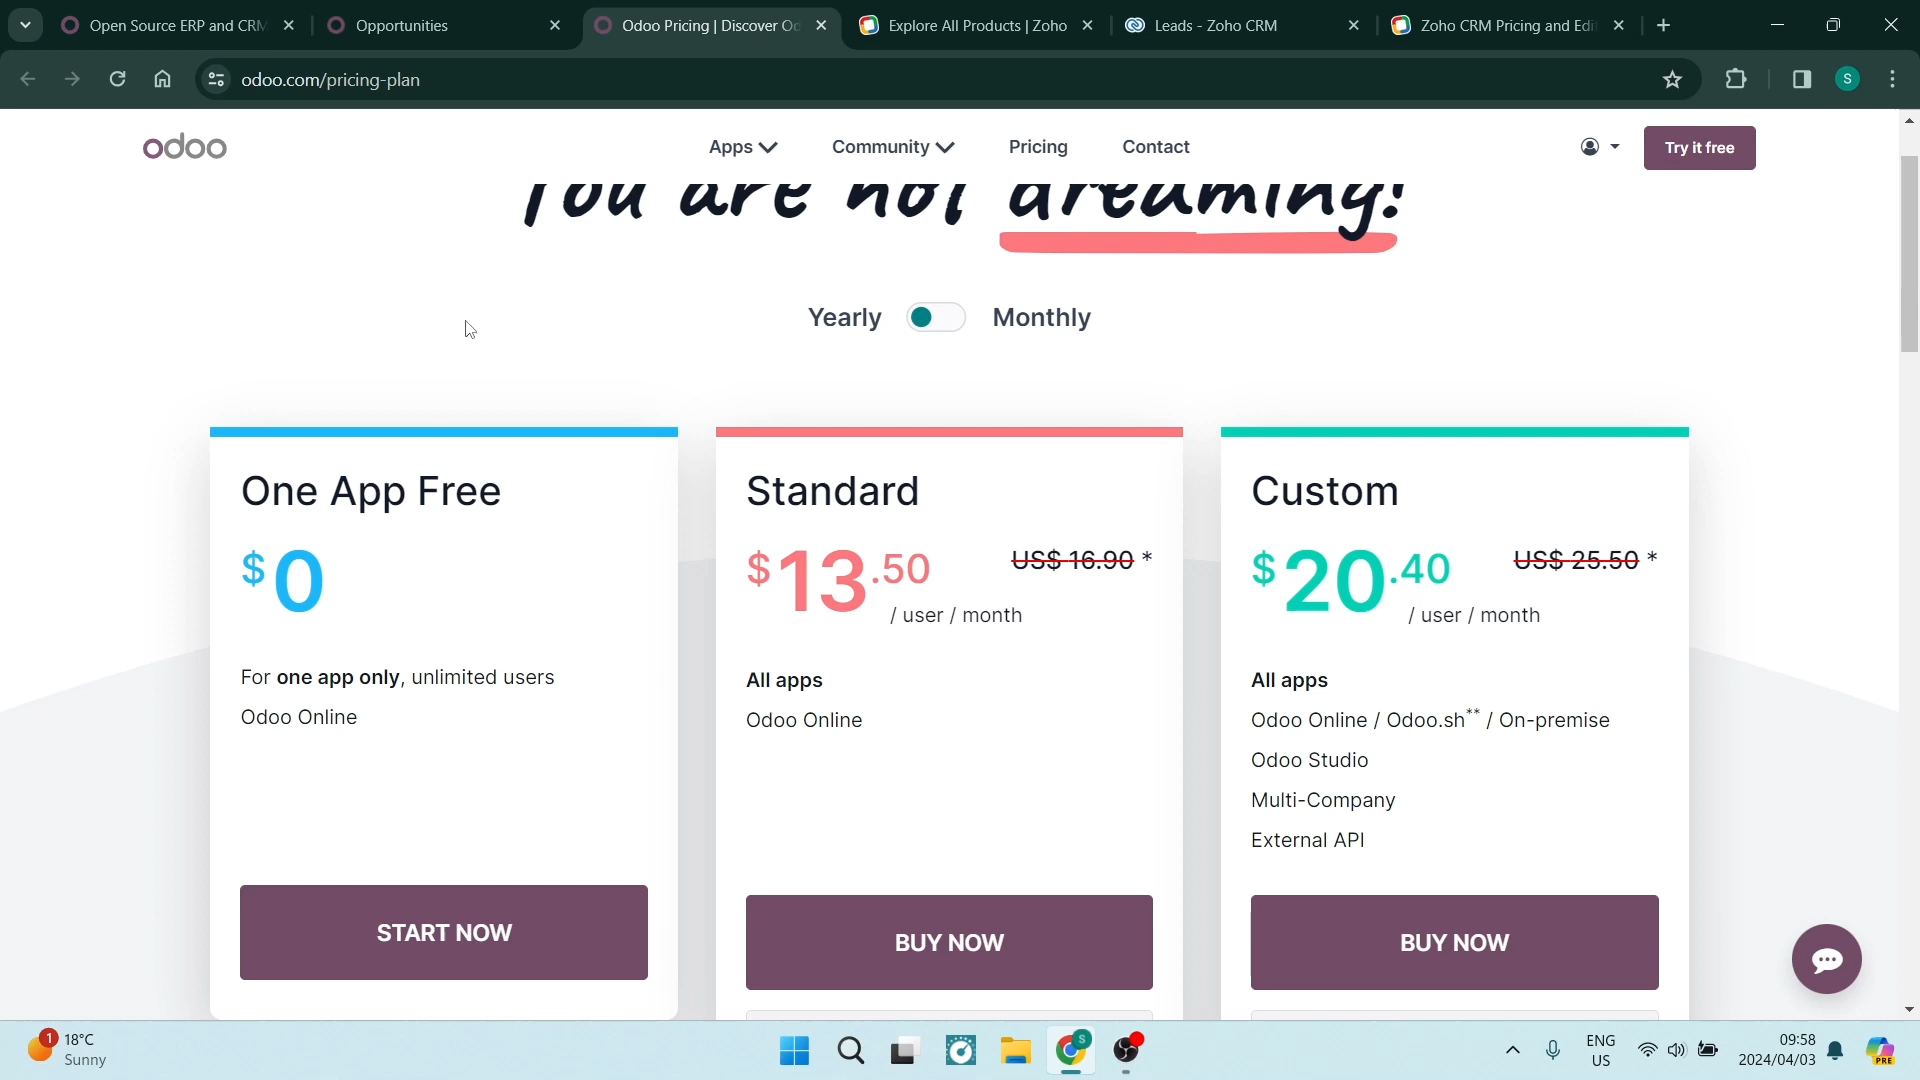 Open Source ERP and CRM
Opportunities
Odoo Pricing | Discover Od
Explore All Products | Zoho
Leads - Zoho CRM
Zoho CRM Pricing and Edit
odoo.com/pricing-plan
S
odoo
Apps
Community
Pricing
Contact
Try it free
You are not dreaming!
Yearly
Monthly
One App Free
$0
For one app only, unlimited users
Odoo Online
START NOW
Standard
$13.50
US$ 16.90 *
/ user / month
All apps
Odoo Online
BUY NOW
Custom
$20.40
US$ 25.50 *
/ user / month
All apps
Odoo Online / Odoo.sh** / On-premise
Odoo Studio
Multi-Company
External API
BUY NOW
1
18°C
Sunny
S
ENG
US
09:58
2024/04/03
PRE